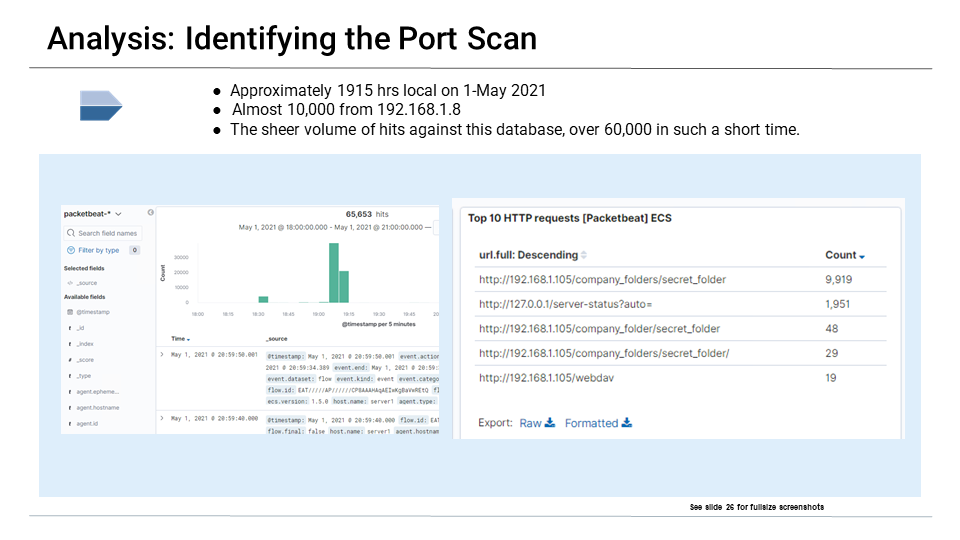 Analysis: Identifying the Port Scan
● Approximately 1915 hrs local on 1-May 2021
● Almost 10,000 from 192.168.1.8
● The sheer volume of hits against this database, over 60,000 in such a short time.
packetbeat-*
Search field names
Filter by type 0
Selected fields
_source
Available fields
@timestamp
t _id
t _index
# _score
t _type
t agent.epheme...
t agent.hostname
t agent.id
65,653 hits
May 1, 2021 @ 18:00:00.000 - May 1, 2021 @ 21:00:00.000 —
Count
30000
20000
10000
0
18:00 18:15 18:30 18:45 19:00 19:15 19:30 19:45 20
@timestamp per 5 minutes
Time _source
May 1, 2021 @ 20:59:50.001 @timestamp: May 1, 2021 @ 20:59:50.001 event.action
2021 @ 20:59:34.389 event.end: May 1, 2021 @ 20:59:
event.dataset: flow event.kind: event event.catego
flow.id: fl
ecs.version: 1.5.0 host.name: server1 agent.type:
May 1, 2021 @ 20:59:40.000 @timestamp: May 1, 2021 @ 20:59:40.000 flow.id: EAT
flow.final: false host.name: server1 agent.hostnam
Top 10 HTTP requests [Packetbeat] ECS
url.full: Descending Count
http://192.168.1.105/company_folders/secret_folder 9,919
http://127.0.0.1/server-status?auto= 1,951
http://192.168.1.105/company_folder/secret_folder 48
http://192.168.1.105/company_folder/secret_folder/ 29
http://192.168.1.105/webdav 19
Export: Raw Formatted
See slide 26 for fullsize screenshots